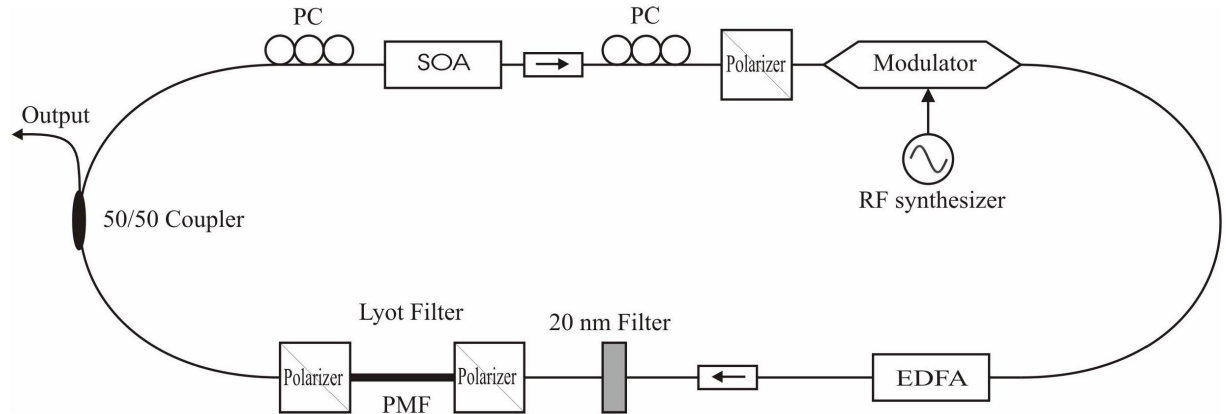 PC
PC
SOA
Polarizer
Modulator
Output
RF synthesizer
50/50 Coupler
Lyot Filter
20 nm Filter
Polarizer
Polarizer
EDFA
PMF